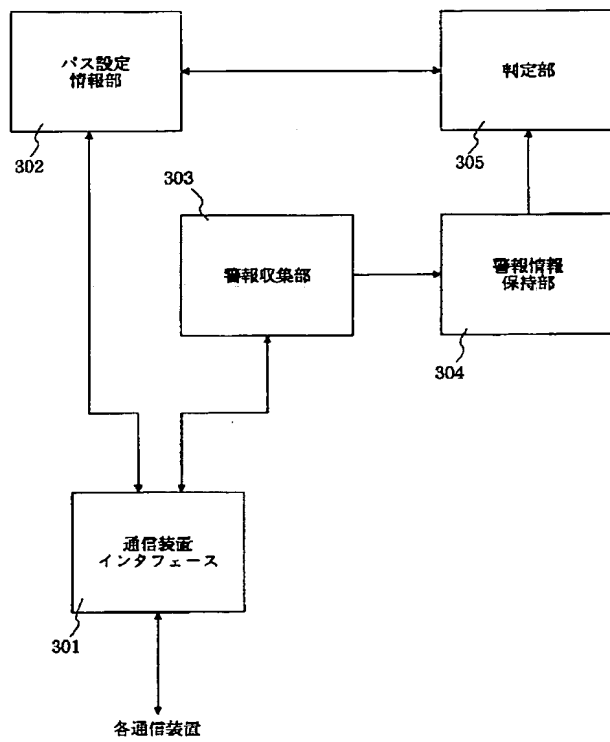 パス設定
情報部
302
判定部
305
303
警報収集部
警報情報
保持部
304
通信装置
インタフェース
301
各通信装置